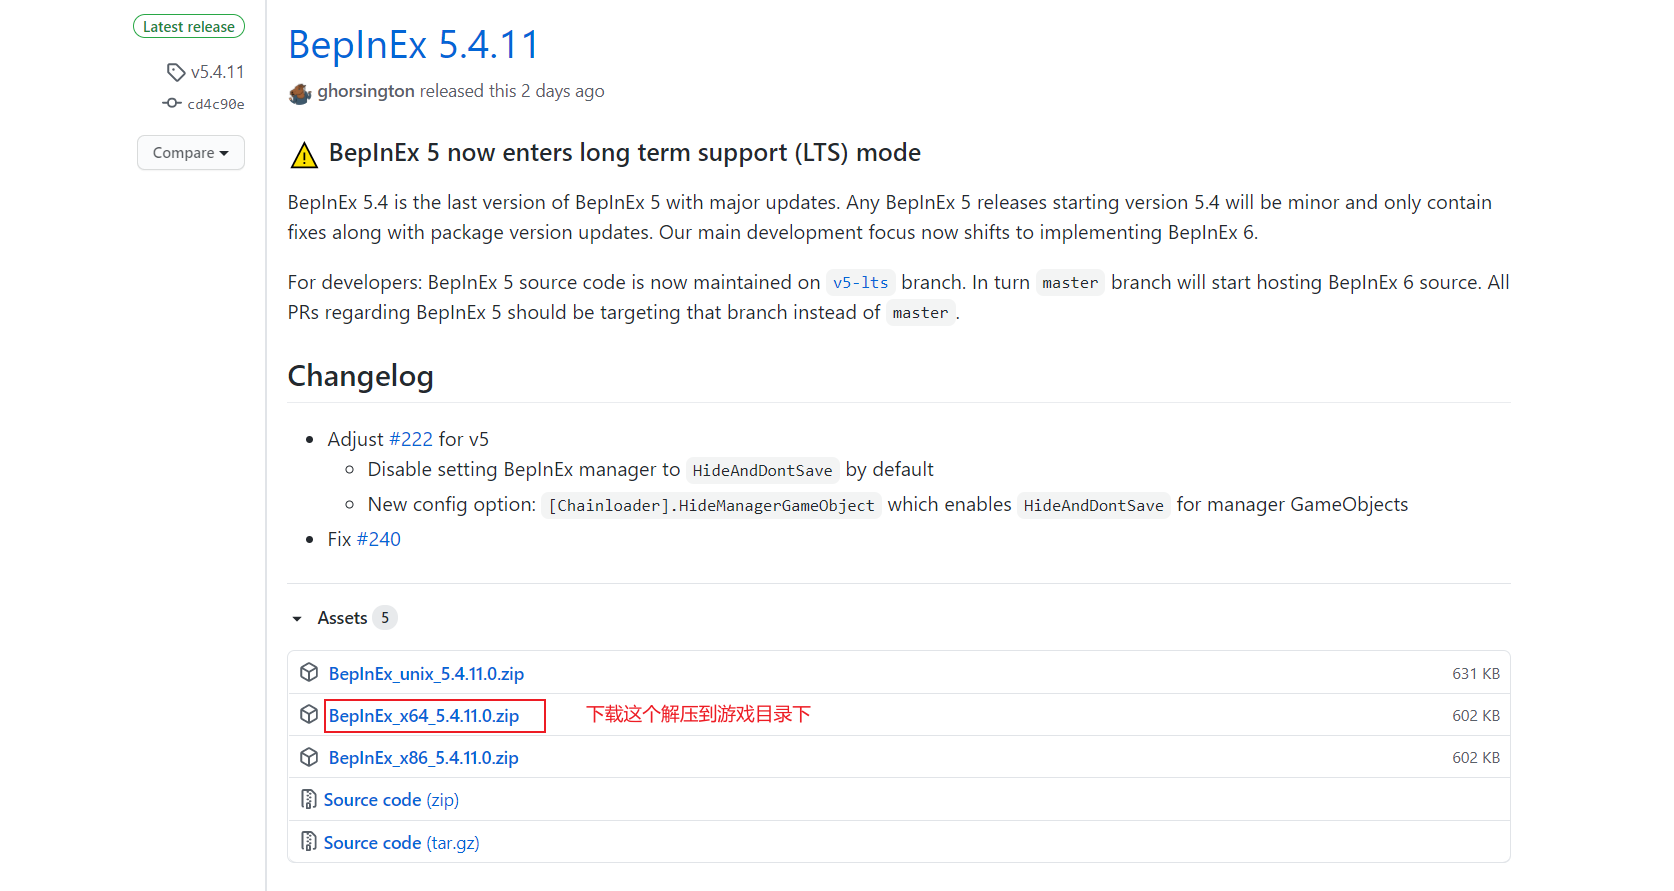 Latest release
v5.4.11
cd4c90e
Compare
BepInEx 5.4.11
ghorsington released this 2 days ago
BepInEx 5 now enters long term support (LTS) mode
BepInEx 5.4 is the last version of BepInEx 5 with major updates. Any BepInEx 5 releases starting version 5.4 will be minor and only contain
fixes along with package version updates. Our main development focus now shifts to implementing BepInEx 6.
For developers: BepInEx 5 source code is now maintained on v5-lts branch. In turn master branch will start hosting BepInEx 6 source. All
PRs regarding BepInEx 5 should be targeting that branch instead of master.
Changelog
Adjust #222 for v5
Disable setting BepInEx manager to HideAndDontSave by default
New config option: [Chainloader].HideManagerGameObject which enables HideAndDontSave for manager GameObjects
Fix #240
Assets 5
BepInEx_unix_5.4.11.0.zip 631 KB
BepInEx_x64_5.4.11.0.zip 下载这个解压到游戏目录下 602 KB
BepInEx_x86_5.4.11.0.zip 602 KB
Source code (zip)
Source code (tar.gz)